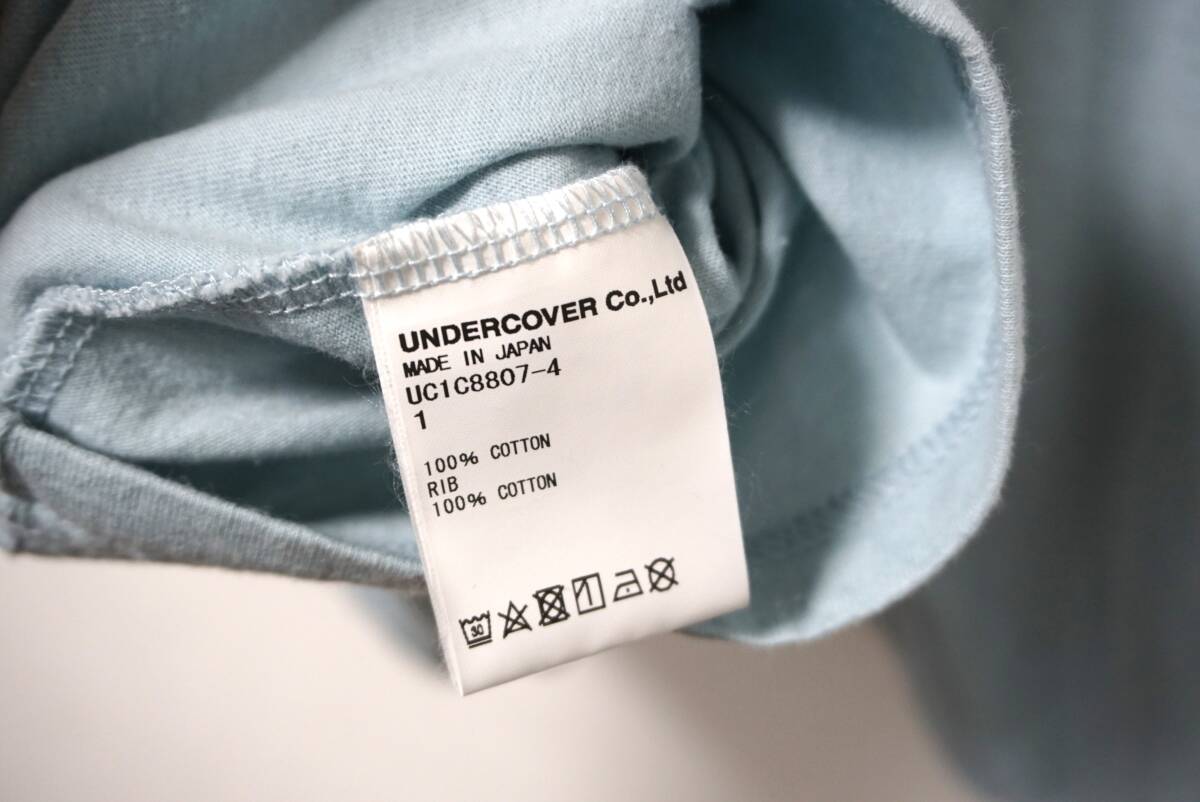 UNDERCOVER Co.,Ltd
MADE IN JAPAN
UC1C8807-4
1
100% COTTON
RIB
100% COTTON
30